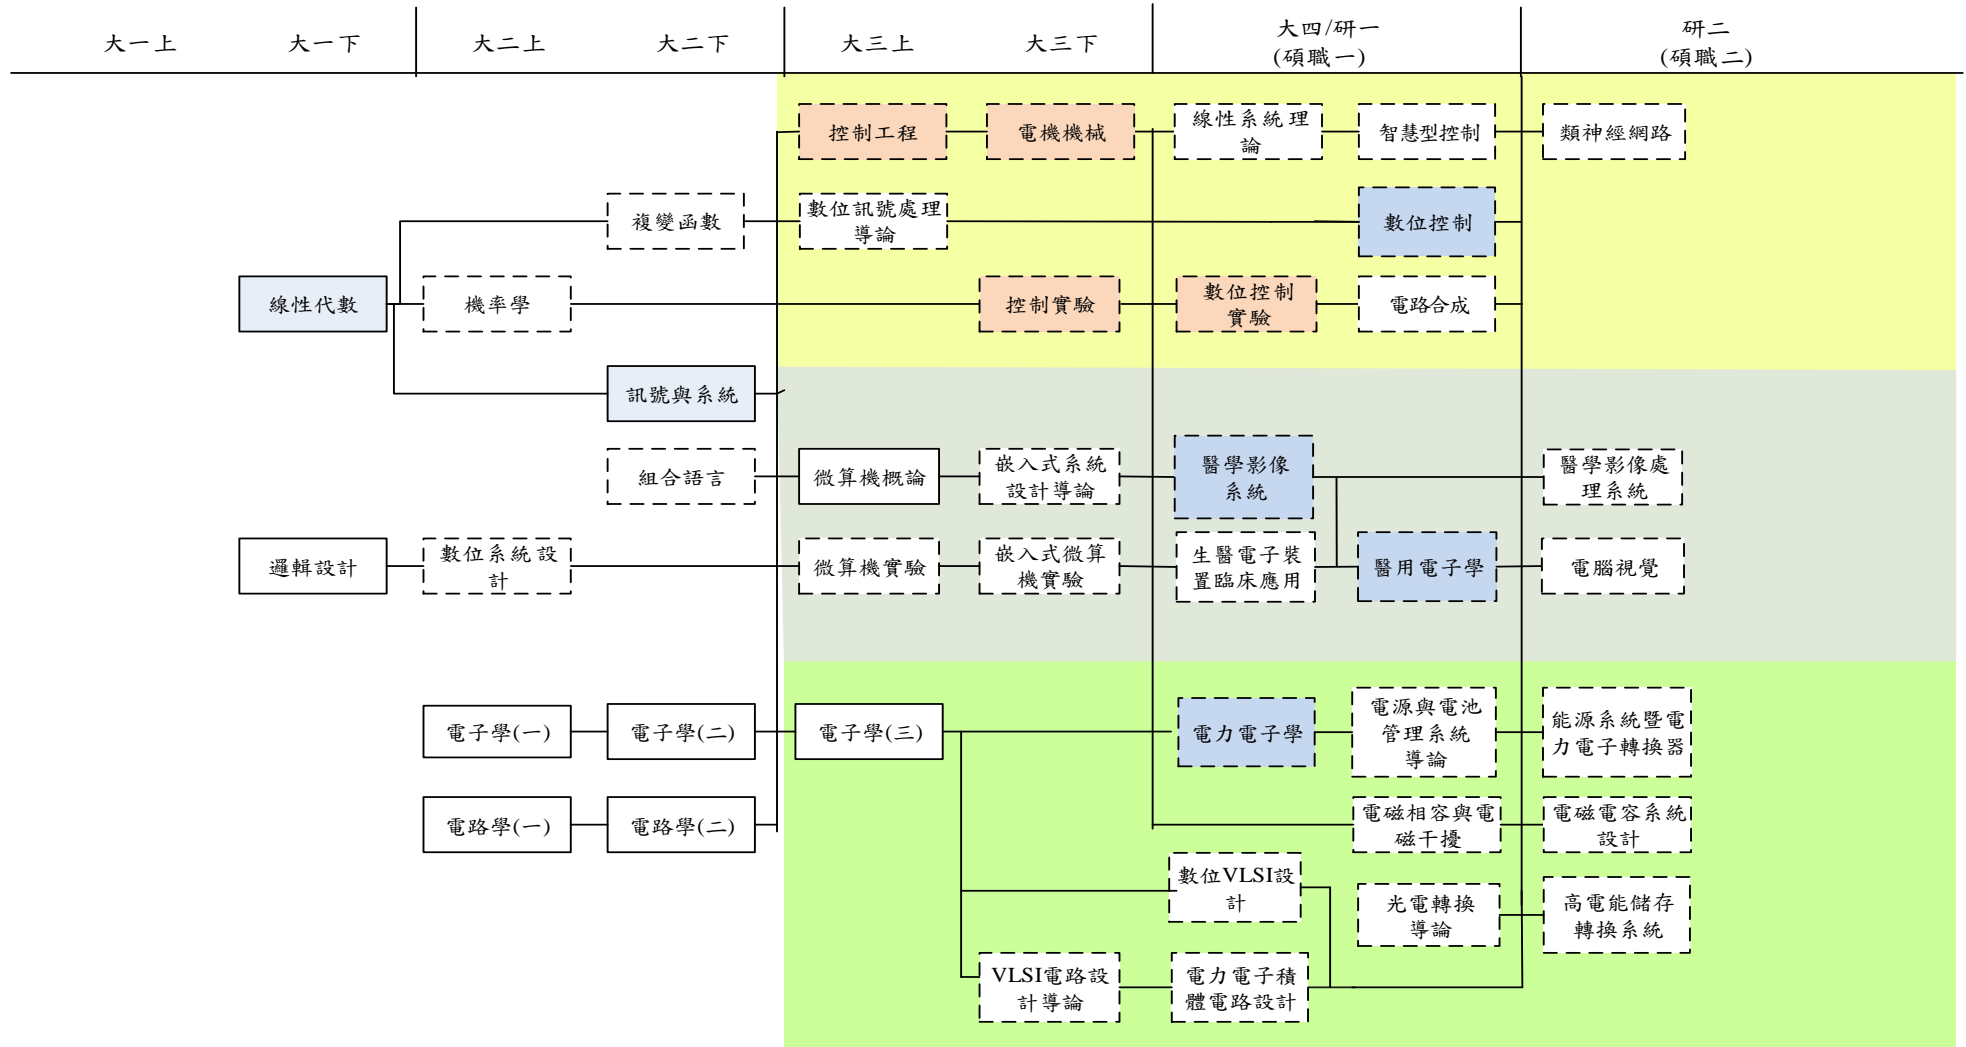 大一上
大一下
大二上
大二下
大三上
大三下
大四/研一
(碩職一)
研二
(碩職二)
控制工程
電機機械
線性系統理
論
智慧型控制
類神經網路
複變函數
數位訊號處理
導論
數位控制
線性代數
機率學
控制實驗
數位控制
實驗
電路合成
訊號與系統
組合語言
微算機概論
嵌入式系統
設計導論
醫學影像
系統
醫學影像處
理系統
邏輯設計
數位系統設
計
微算機實驗
嵌入式微算
機實驗
生醫電子裝
置臨床應用
醫用電子學
電腦視覺
電子學(一)
電子學(二)
電子學(三)
電力電子學
電源與電池
管理系統
導論
能源系統暨電
力電子轉換器
電路學(一)
電路學(二)
電磁相容與電
磁干擾
電磁電容系統
設計
數位VLSI設
計
光電轉換
導論
高電能儲存
轉換系統
VLSI電路設
計導論
電力電子積
體電路設計